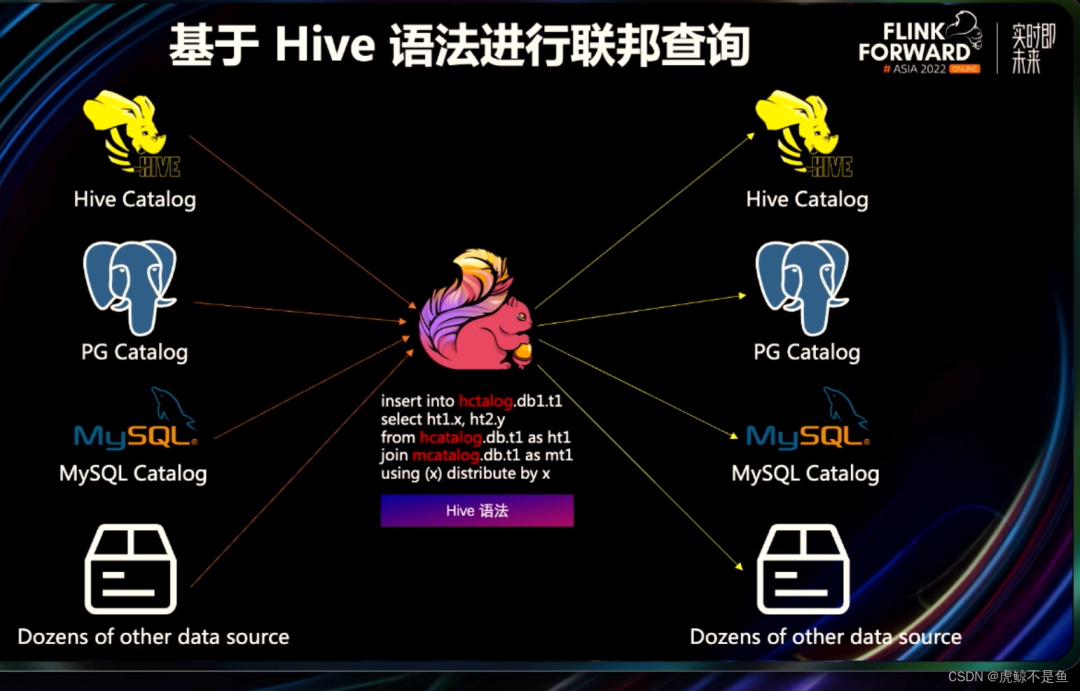 基于 Hive 语法进行联邦查询
FLINK
FORWARD
# ASIA 2022 ONLINE
实时即
未来
HIVE
Hive Catalog
HIVE
Hive Catalog
PG Catalog
PG Catalog
MySQL®
MySQL Catalog
MySQL®
MySQL Catalog
insert into hctalog.db1.t1
select ht1.x, ht2.y
from hcatalog.db.t1 as ht1
join mcatalog.db.t1 as mt1
using (x) distribute by x
Hive 语法
Dozens of other data source
Dozens of other data source
CSDN @虎鲸不是鱼